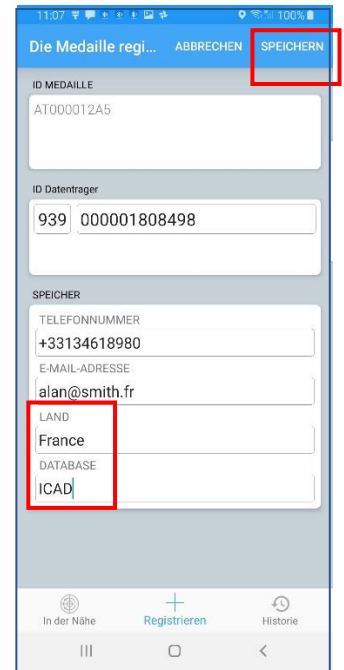 11:07 100%
Die Medaille regi... ABBRECHEN SPEICHERN
ID MEDAILLE
AT000012A5
ID Datentrager
939 000001808498
SPEICHER
TELEFONNUMMER
+33134618980
E-MAIL-ADRESSE
alan@smith.fr
LAND
France
DATABASE
ICAD
In der Nähe Registrieren Historie